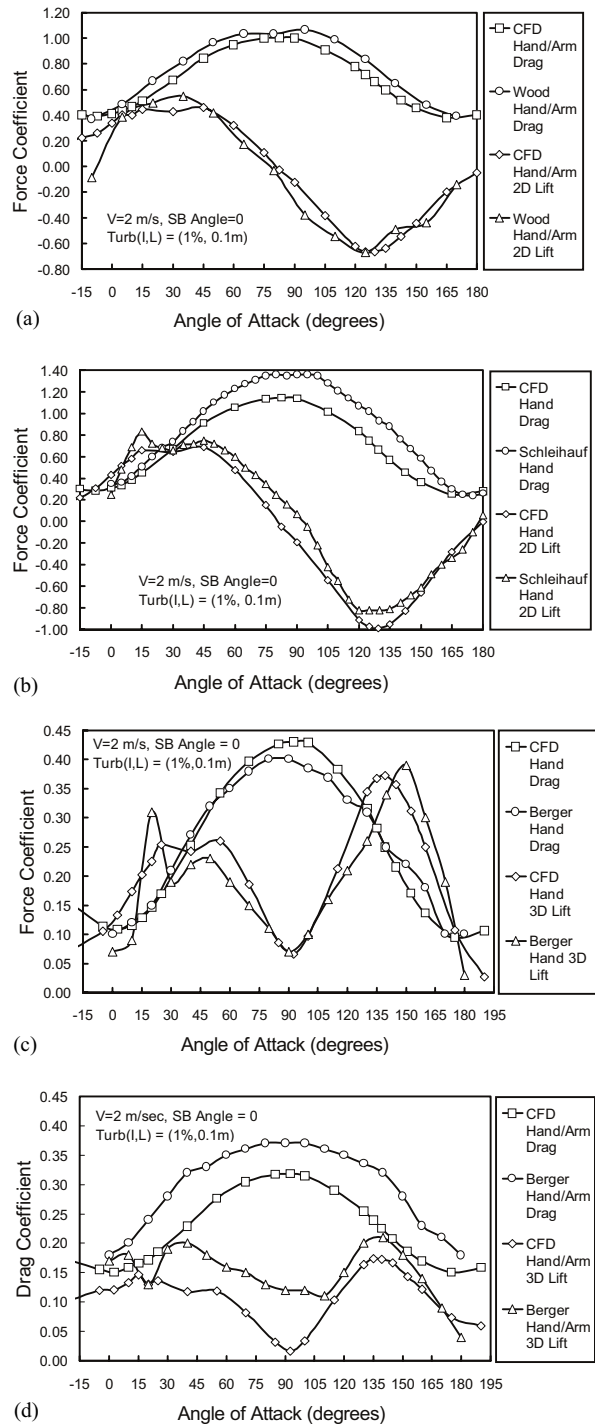 1.20
1.00
0.80
0.60
0.40
0.20
0.00
-0.20
-0.40
-0.60
-0.80
Force Coefficient
V=2 m/s, SB Angle=0
Turb(I,L) = (1%, 0.1m)
-15 0 15 30 45 60 75 90 105 120 135 150 165 180
(a)
Angle of Attack (degrees)
CFD
Hand/Arm
Drag
Wood
Hand/Arm
Drag
CFD
Hand/Arm
2D Lift
Wood
Hand/Arm
2D Lift
1.40
1.20
1.00
0.80
0.60
0.40
0.20
0.00
-0.20
-0.40
-0.60
-0.80
-1.00
Force Coefficient
V=2 m/s, SB Angle=0
Turb(I,L) = (1%, 0.1m)
-15 0 15 30 45 60 75 90 105 120 135 150 165 180
(b)
Angle of Attack (degrees)
CFD
Hand
Drag
Schleihauf
Hand
Drag
CFD
Hand
2D Lift
Schleihauf
Hand
2D Lift
0.45
0.40
0.35
0.30
0.25
0.20
0.15
0.10
0.05
0.00
Force Coefficient
V=2 m/s, SB Angle = 0
Turb(I,L) = (1%,0.1m)
-15 0 15 30 45 60 75 90 105 120 135 150 165 180 195
(c)
Angle of Attack (degrees)
CFD
Hand
Drag
Berger
Hand
Drag
CFD
Hand
3D Lift
Berger
Hand 3D
Lift
0.45
0.40
0.35
0.30
0.25
0.20
0.15
0.10
0.05
0.00
Drag Coefficient
V=2 m/sec, SB Angle = 0
Turb(I,L) = (1%,0.1m)
-15 0 15 30 45 60 75 90 105 120 135 150 165 180 195
(d)
Angle of Attack (degrees)
CFD
Hand/Arm
Drag
Berger
Hand/Arm
Drag
CFD
Hand/Arm
3D Lift
Berger
Hand/Arm
3D Lift